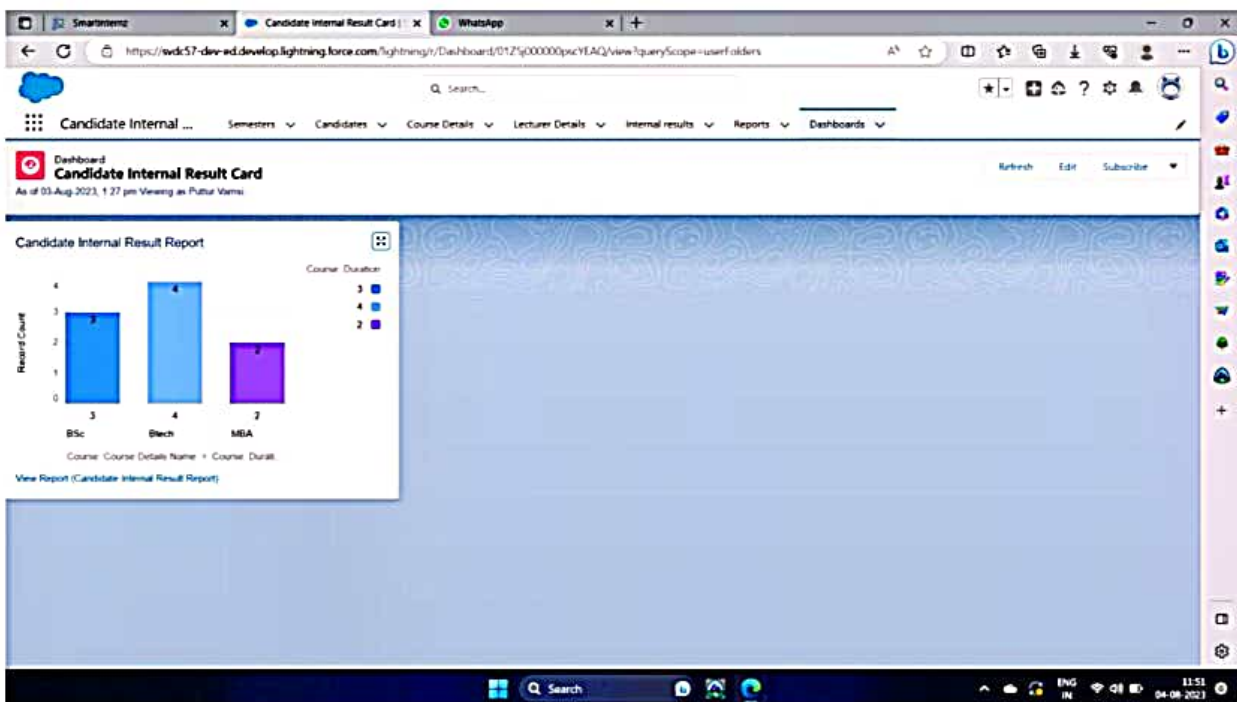 Smartinternz
Candidate Internal Result Card |
WhatsApp
https://svdc57-dev-ed.develop.lightning.force.com/lightning/r/Dashboard/01Z5j000000pscYEAQ/view?queryScope=userFolders
Search...
Candidate Internal ...
Semesters
Candidates
Course Details
Lecturer Details
Internal results
Reports
Dashboards
Dashboard
Candidate Internal Result Card
As of 03-Aug-2023, 1:27 pm Viewing as Puttur Vamsi
Refresh
Edit
Subscribe
Candidate Internal Result Report
Course Duration
3
4
2
Record Count
4
3
2
1
0
3
4
2
3
4
2
BSc
Btech
MBA
Course: Course Details Name + Course Durati
View Report (Candidate Internal Result Report)
Search
ENG
IN
11:51
04-08-2023